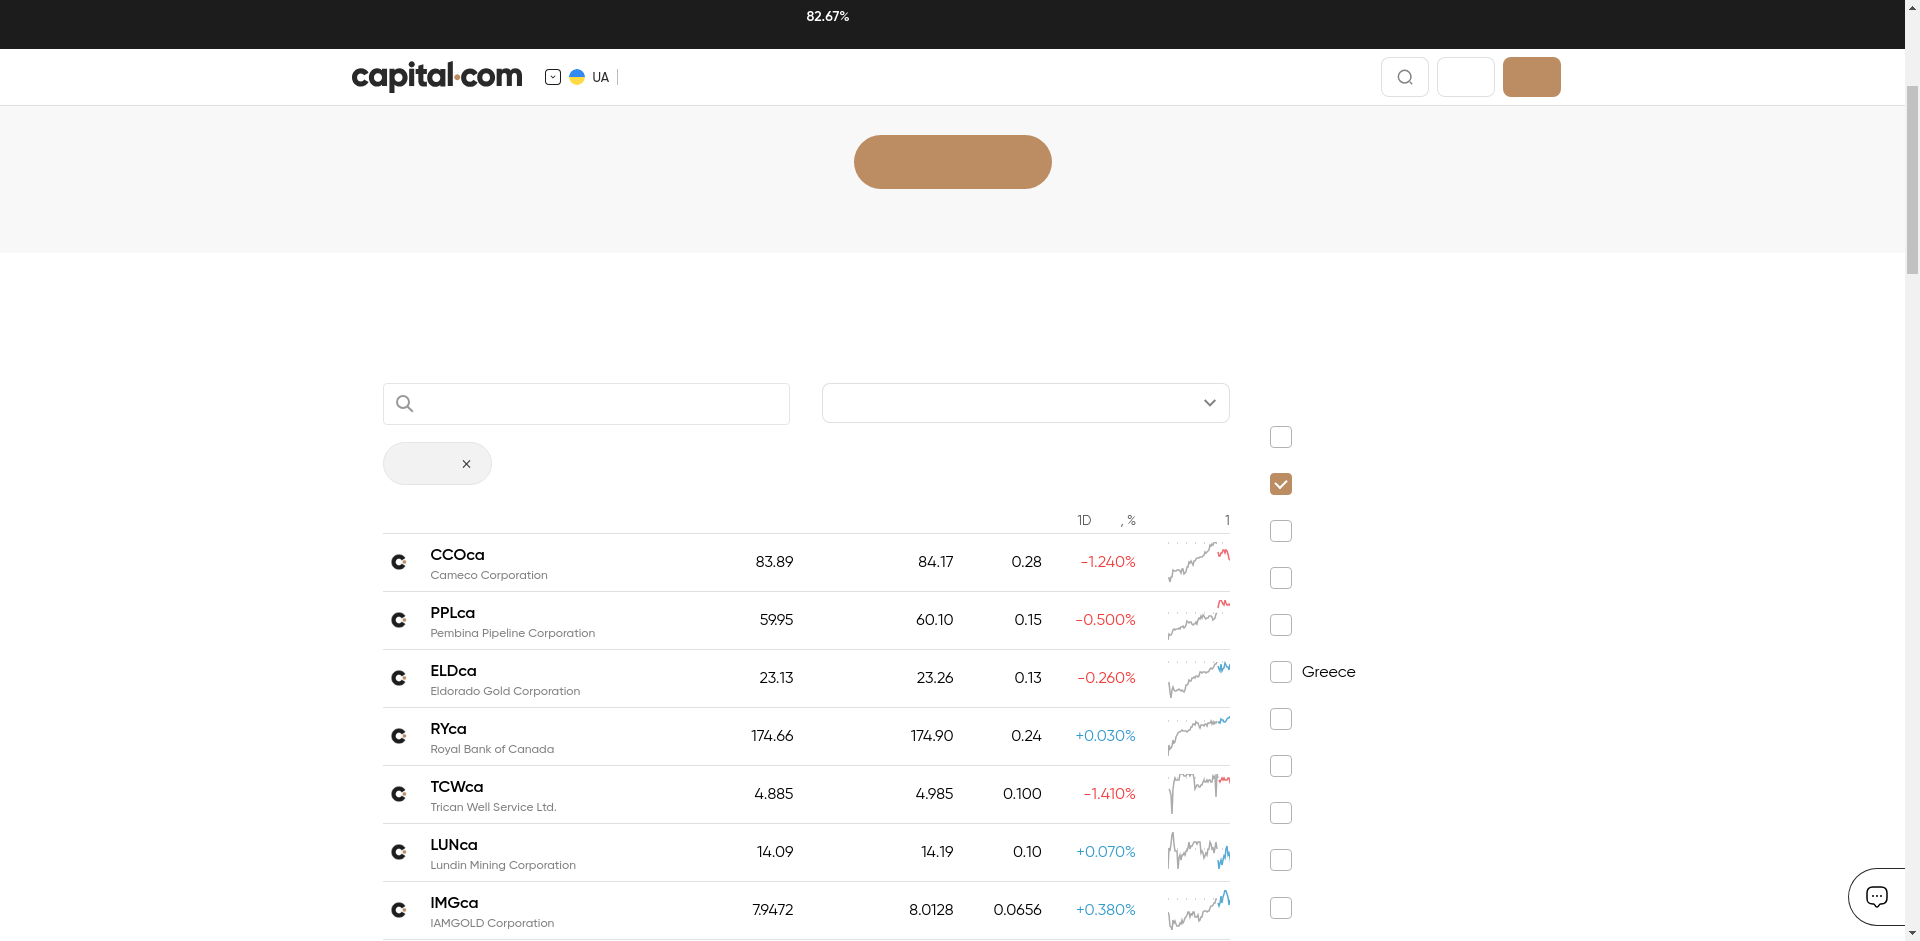 82.67%
capital.com
UA
1D , % 1
CCOca 83.89 84.17 0.28 -1.240%
Cameco Corporation
PPLca 59.95 60.10 0.15 -0.500%
Pembina Pipeline Corporation
ELDca 23.13 23.26 0.13 -0.260%
Eldorado Gold Corporation
Greece
RYca 174.66 174.90 0.24 +0.030%
Royal Bank of Canada
TCWca 4.885 4.985 0.100 -1.410%
Trican Well Service Ltd.
LUNca 14.09 14.19 0.10 +0.070%
Lundin Mining Corporation
IMGca 7.9472 8.0128 0.0656 +0.380%
IAMGOLD Corporation